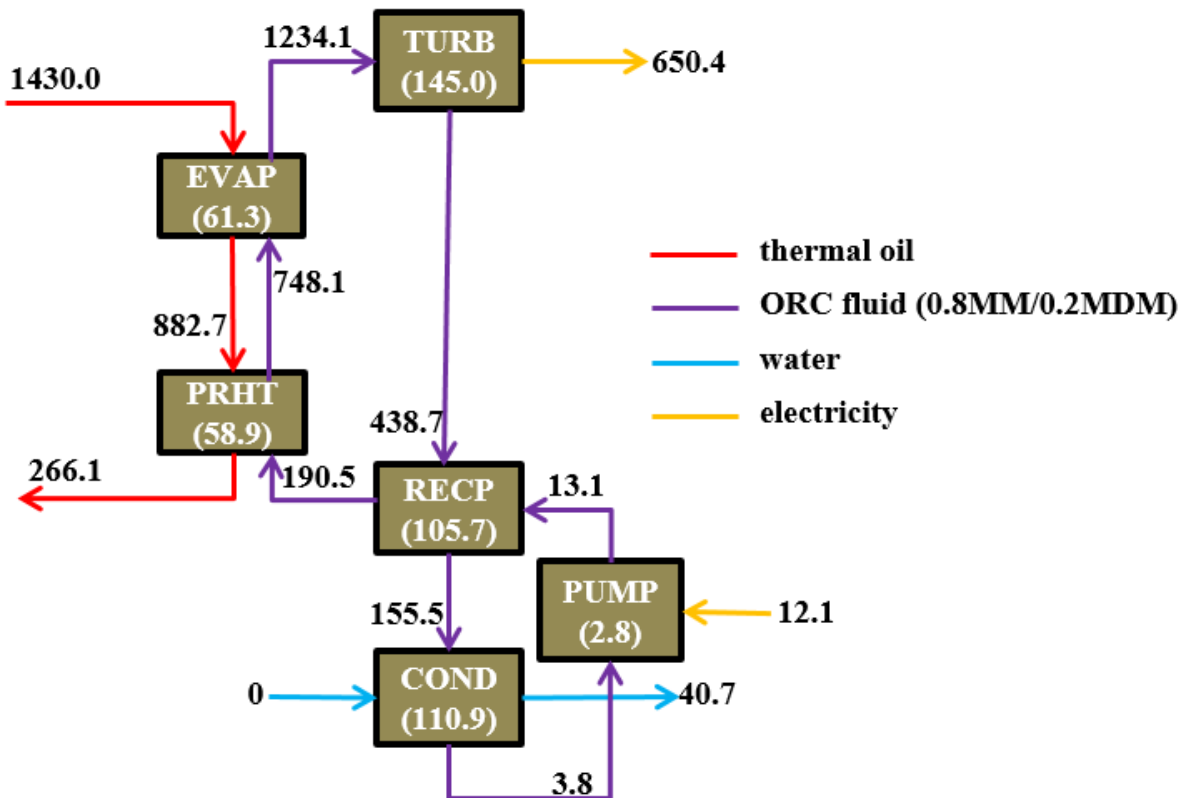 1234.1
TURB
(145.0)
650.4
1430.0
EVAP
(61.3)
thermal oil
748.1
ORC fluid (0.8MM/0.2MDM)
882.7
water
PRHT
(58.9)
electricity
438.7
266.1
190.5
RECP
(105.7)
13.1
PUMP
(2.8)
12.1
155.5
COND
(110.9)
0
40.7
3.8